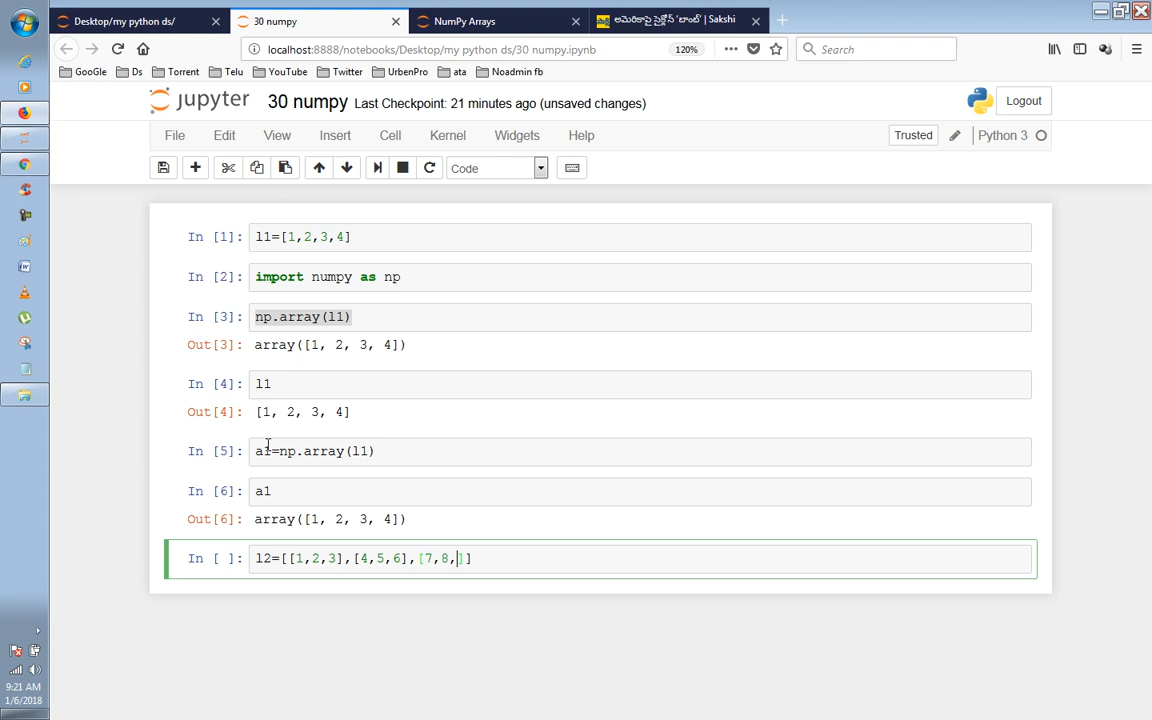 Desktop/my python ds/
30 numpy
NumPy Arrays
అమెరికాపై సైక్లోన్ 'బాంబ్' | Sakshi
localhost:8888/notebooks/Desktop/my python ds/30 numpy.ipynb
120%
Search
GooGle
Ds
Torrent
Telu
YouTube
Twitter
UrbenPro
ata
Noadmin fb
jupyter
30 numpy Last Checkpoint: 21 minutes ago (unsaved changes)
Logout
File
Edit
View
Insert
Cell
Kernel
Widgets
Help
Trusted
Python 3
Code
In [1]: l1=[1,2,3,4]
In [2]: import numpy as np
In [3]: np.array(l1)
Out[3]: array([1, 2, 3, 4])
In [4]: l1
Out[4]: [1, 2, 3, 4]
In [5]: a1=np.array(l1)
In [6]: a1
Out[6]: array([1, 2, 3, 4])
In [ ]: l2=[[1,2,3],[4,5,6],[7,8,]]
9:21 AM
1/6/2018